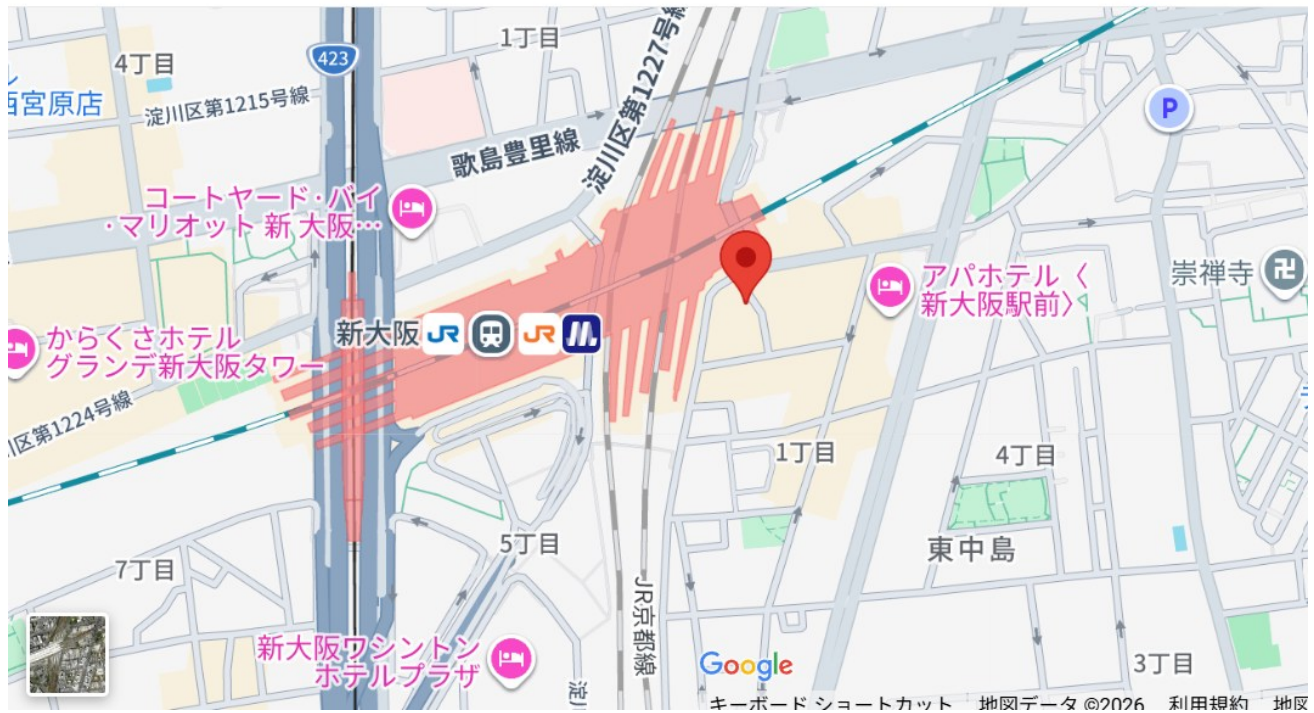 1丁目
4丁目
423
西宮原店
淀川区第1215号線
淀川区第1227号線
歌島豊里線
P
コートヤード・バイ
・マリオット 新大阪…
崇禅寺
アパホテル〈
新大阪駅前〉
新大阪
JR
JR
からくさホテル
グランデ新大阪タワー
川区第1224号線
1丁目
4丁目
東中島
5丁目
7丁目
JR京都線
新大阪ワシントン
ホテルプラザ
淀川
Google
3丁目
キーボード ショートカット 地図データ ©2026 利用規約 地図